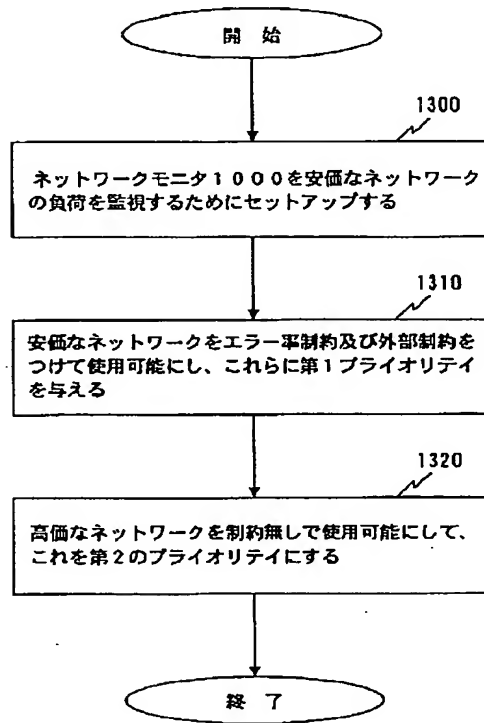 開 始
1300
ネットワークモニタ1000を安価なネットワーク
の負荷を監視するためにセットアップする
1310
安価なネットワークをエラー率制約及び外部制約を
つけて使用可能にし、これらに第1プライオリテイ
を与える
1320
高価なネットワークを制約無しで使用可能にして、
これを第2のプライオリテイにする
終 了